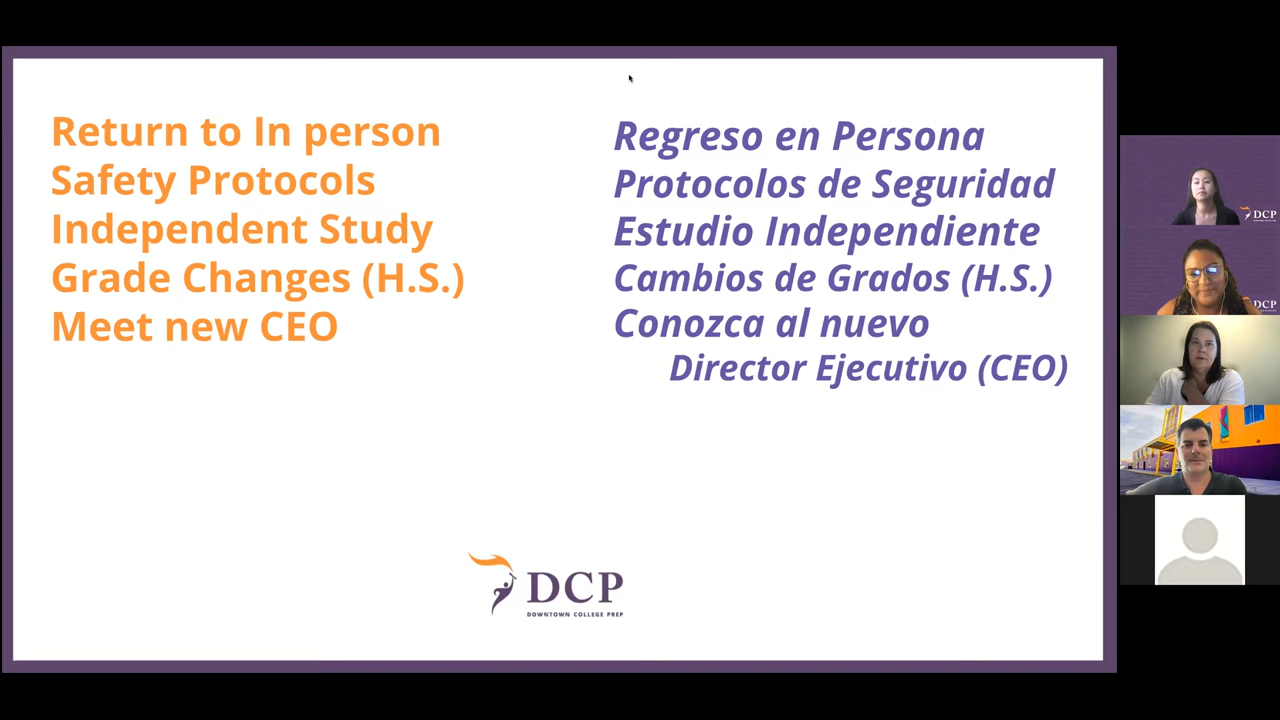 Return to In person
Safety Protocols
Independent Study
Grade Changes (H.S.)
Meet new CEO
Regreso en Persona
Protocolos de Seguridad
Estudio Independiente
Cambios de Grados (H.S.)
Conozca al nuevo
Director Ejecutivo (CEO)
DCP
DOWNTOWN COLLEGE PREP
DCP
DCP